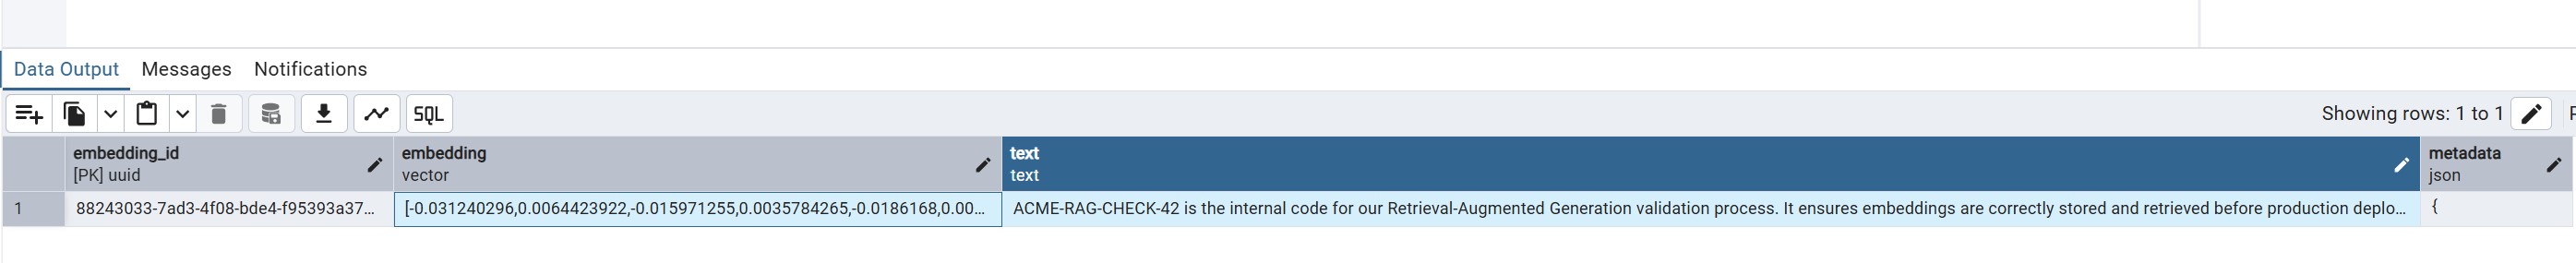 Data Output Messages Notifications
SQL
Showing rows: 1 to 1
embedding_id
[PK] uuid
embedding
vector
text
text
metadata
json
1 88243033-7ad3-4f08-bde4-f95393a37... [-0.031240296,0.0064423922,-0.015971255,0.0035784265,-0.0186168,0.00... ACME-RAG-CHECK-42 is the internal code for our Retrieval-Augmented Generation validation process. It ensures embeddings are correctly stored and retrieved before production deplo... {